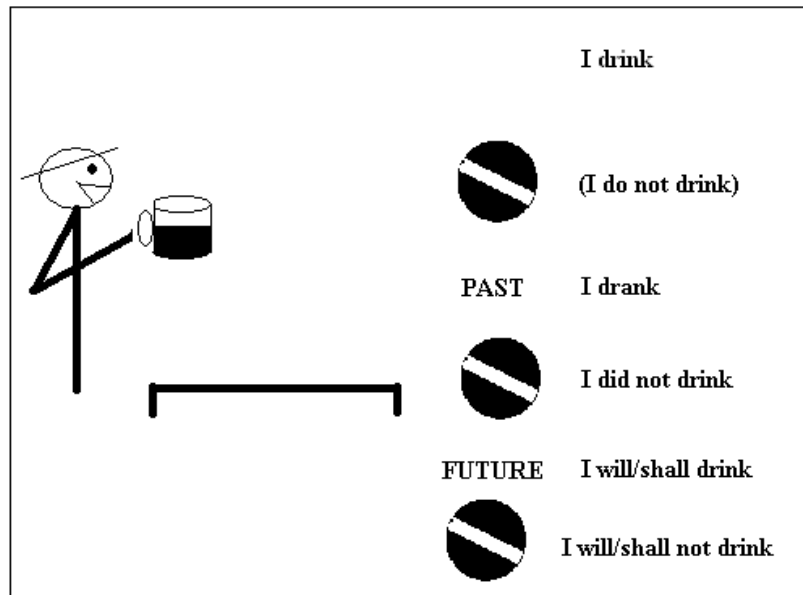 I drink
(I do not drink)
PAST I drank
I did not drink
FUTURE I will/shall drink
I will/shall not drink